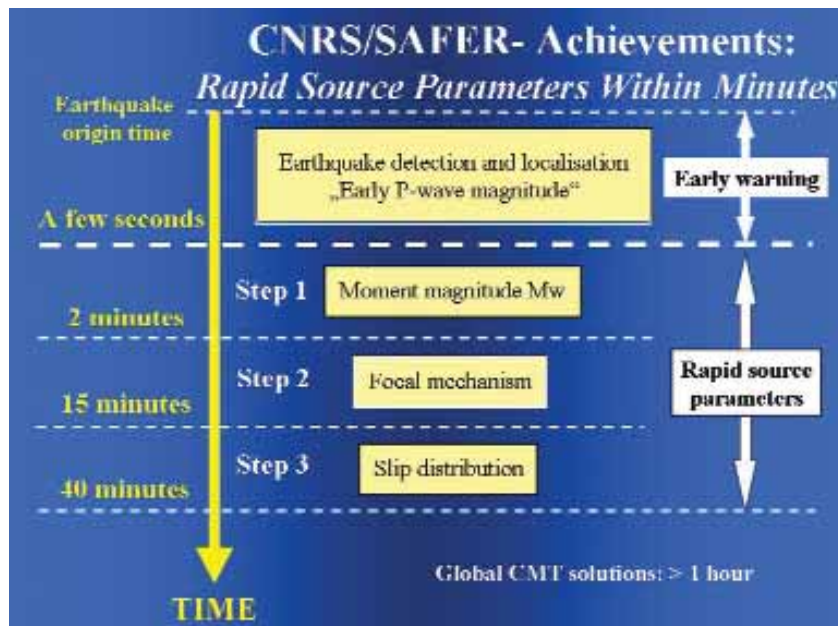 CNRS/SAFER- Achievements:
Rapid Source Parameters Within Minutes
Earthquake
origin time
Earthquake detection and localisation
„Early P-wave magnitude“
Early warning
A few seconds
Step 1
Moment magnitude Mw
2 minutes
Step 2
Focal mechanism
Rapid source
parameters
15 minutes
Step 3
Slip distribution
40 minutes
Global CMT solutions: > 1 hour
TIME